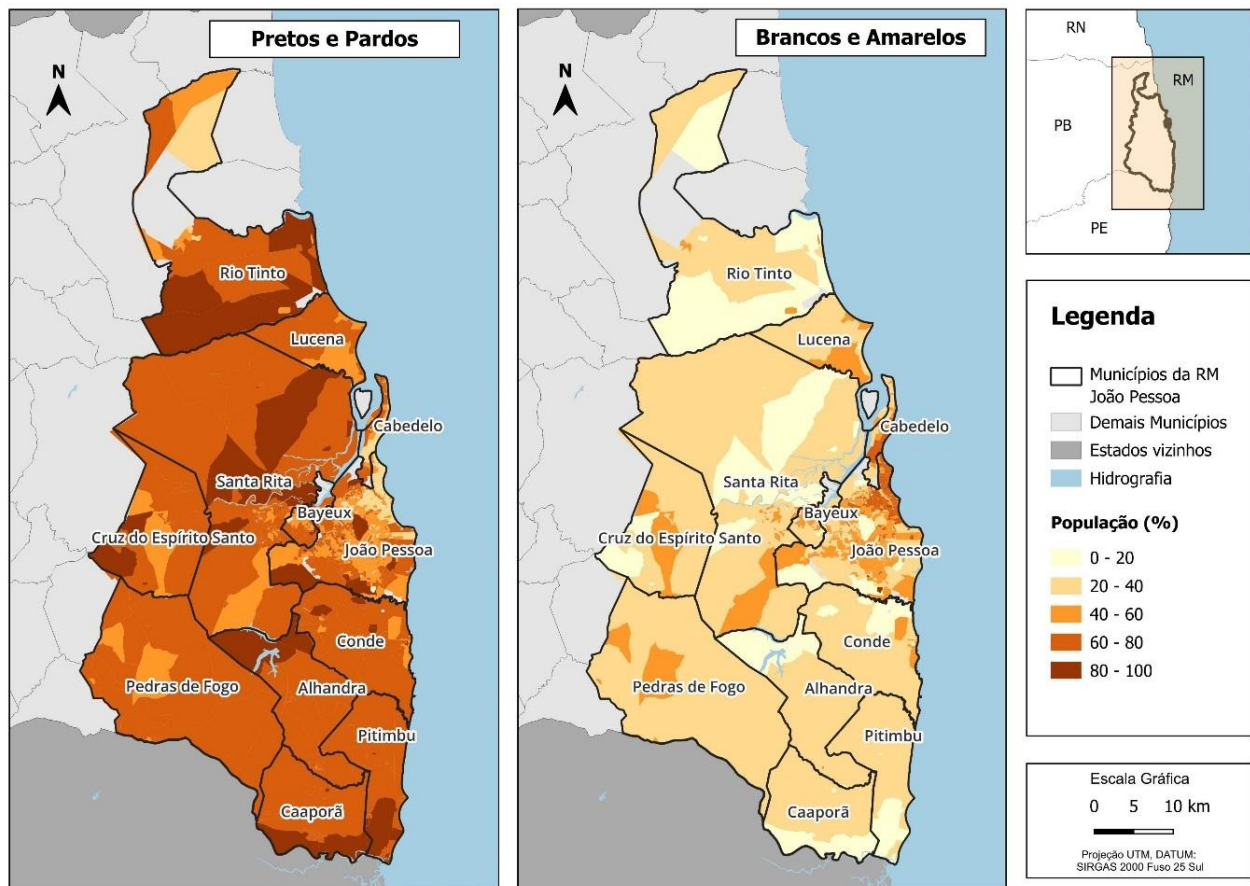 Pretos e Pardos
N
Rio Tinto
Lucena
Cabedelo
Santa Rita
Bayeux
Cruz do Espírito Santo
João Pessoa
Conde
Pedras de Fogo
Alhandra
Pitimbu
Caaporã
Brancos e Amarelos
N
Rio Tinto
Lucena
Cabedelo
Santa Rita
Bayeux
Cruz do Espírito Santo
João Pessoa
Conde
Pedras de Fogo
Alhandra
Pitimbu
Caaporã
RN
RM
PB
PE
Legenda
Municípios da RM
João Pessoa
Demais Municípios
Estados vizinhos
Hidrografia
População (%)
0 - 20
20 - 40
40 - 60
60 - 80
80 - 100
Escala Gráfica
0 5 10 km
Projeção UTM, DATUM:
SIRGAS 2000 Fuso 25 Sul